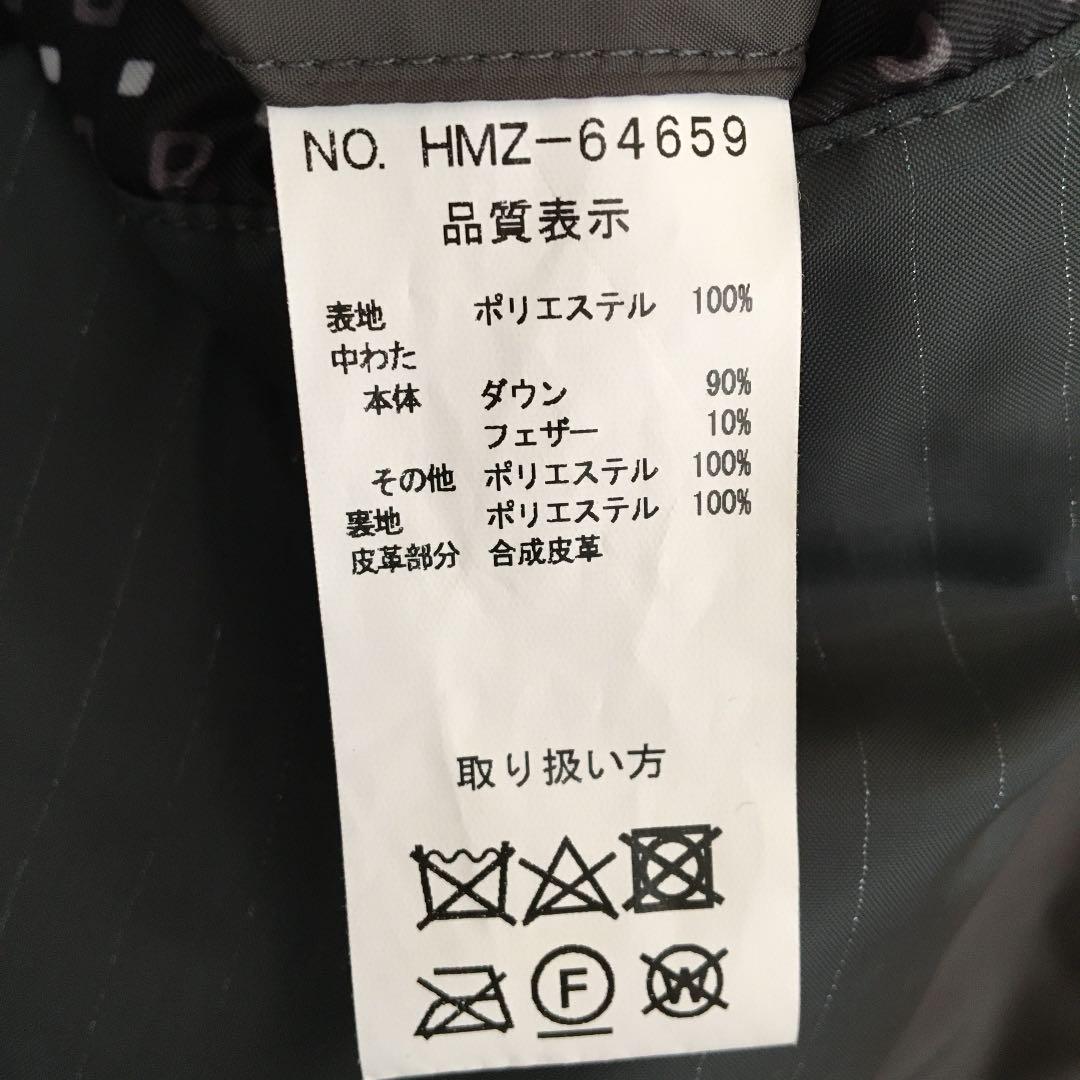 NO. HMZ-64659
品質表示
表地 ポリエステル 100%
中わた
本体 ダウン 90%
フェザー 10%
その他 ポリエステル 100%
裏地 ポリエステル 100%
皮革部分 合成皮革
取り扱い方
F W